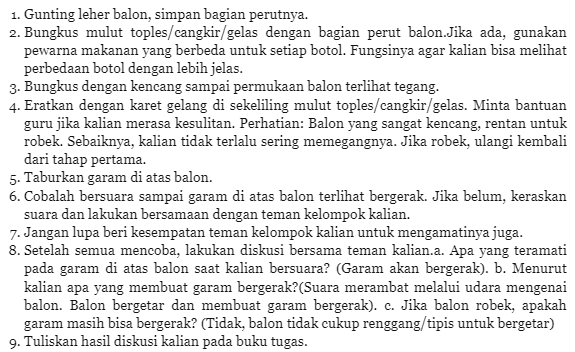 1. Gunting leher balon, simpan bagian perutnya.
2. Bungkus mulut toples/cangkir/gelas dengan bagian perut balon.Jika ada, gunakan
pewarna makanan yang berbeda untuk setiap botol. Fungsinya agar kalian bisa melihat
perbedaan botol dengan lebih jelas.
3. Bungkus dengan kencang sampai permukaan balon terlihat tegang.
4. Eratkan dengan karet gelang di sekeliling mulut toples/cangkir/gelas. Minta bantuan
guru jika kalian merasa kesulitan. Perhatian: Balon yang sangat kencang, rentan untuk
robek. Sebaiknya, kalian tidak terlalu sering memegangnya. Jika robek, ulangi kembali
dari tahap pertama.
5. Taburkan garam di atas balon.
6. Cobalah bersuara sampai garam di atas balon terlihat bergerak. Jika belum, keraskan
suara dan lakukan bersamaan dengan teman kelompok kalian.
7. Jangan lupa beri kesempatan teman kelompok kalian untuk mengamatinya juga.
8. Setelah semua mencoba, lakukan diskusi bersama teman kalian.a. Apa yang teramati
pada garam di atas balon saat kalian bersuara? (Garam akan bergerak). b. Menurut
kalian apa yang membuat garam bergerak?(Suara merambat melalui udara mengenai
balon. Balon bergetar dan membuat garam bergerak). c. Jika balon robek, apakah
garam masih bisa bergerak? (Tidak, balon tidak cukup renggang/tipis untuk bergetar)
9. Tuliskan hasil diskusi kalian pada buku tugas.